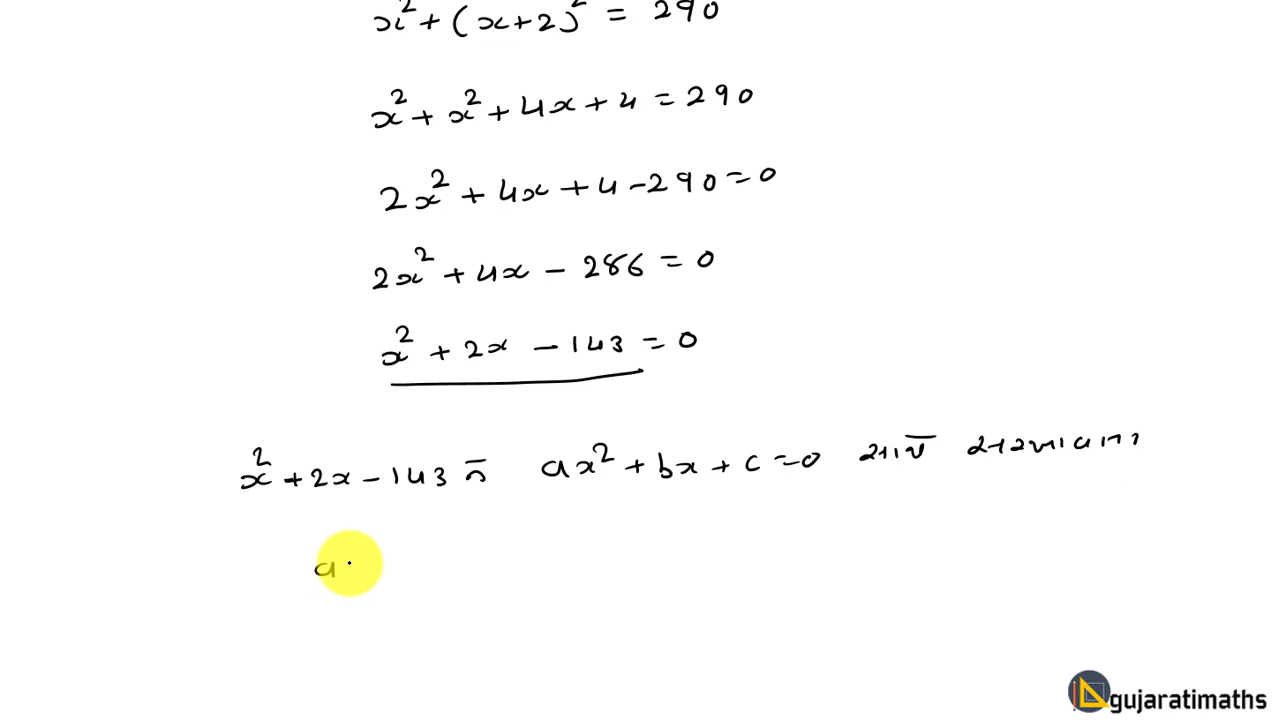 x² + (x+2)² = 290
x² + x² + 4x + 4 = 290
2x² + 4x + 4 - 290 = 0
2x² + 4x - 286 = 0
x² + 2x - 143 = 0
x² + 2x - 143 ને ax² + bx + c = 0 સાથે સરખાવતા
a
gujaratimaths